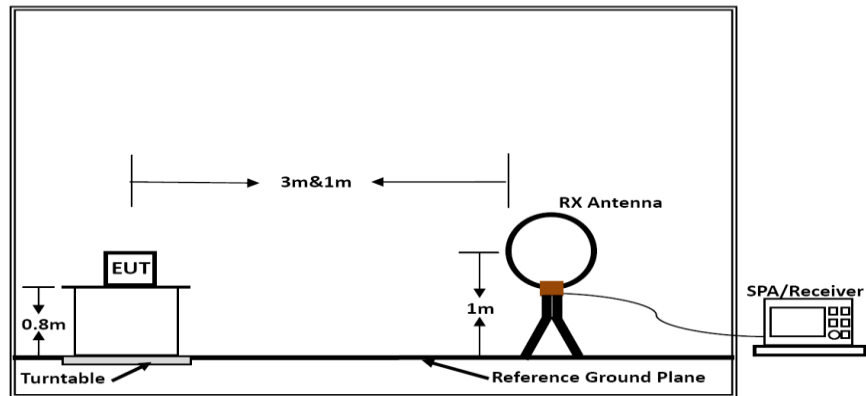 3m&1m
RX Antenna
EUT
SPA/Receiver
0.8m
1m
Turntable
Reference Ground Plane